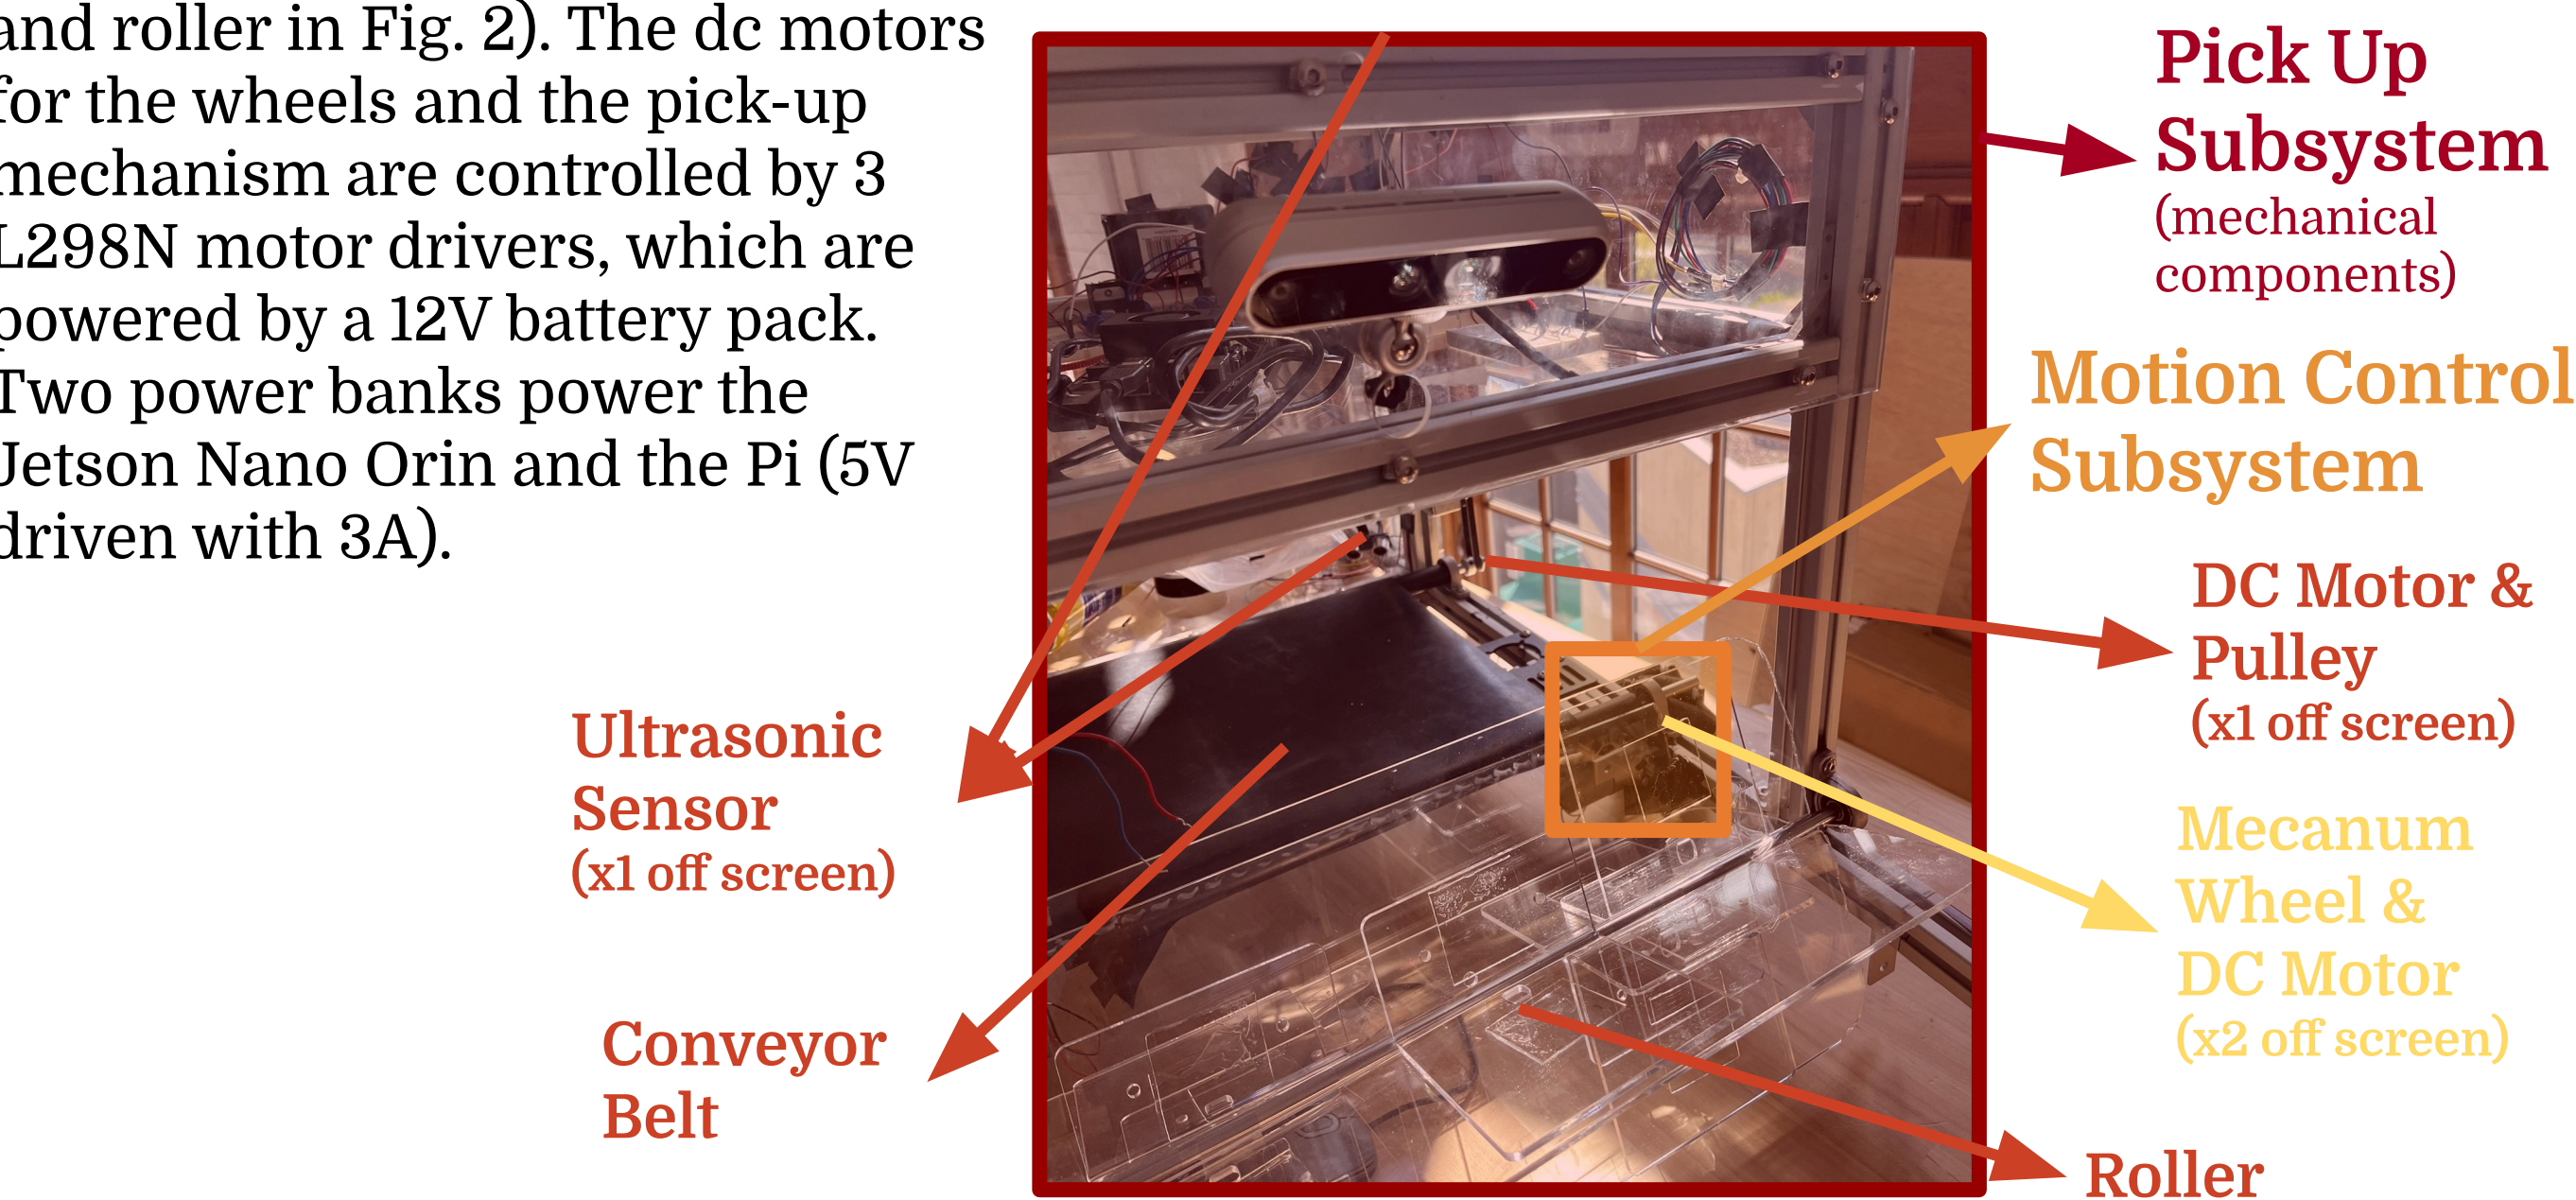 and roller in Fig. 2). The dc motors
for the wheels and the pick-up
mechanism are controlled by 3
L298N motor drivers, which are
powered by a 12V battery pack.
Two power banks power the
Jetson Nano Orin and the Pi (5V
driven with 3A).
Ultrasonic
Sensor
(x1 off screen)
Conveyor
Belt
Pick Up
Subsystem
(mechanical
components)
Motion Control
Subsystem
DC Motor &
Pulley
(x1 off screen)
Mecanum
Wheel &
DC Motor
(x2 off screen)
Roller